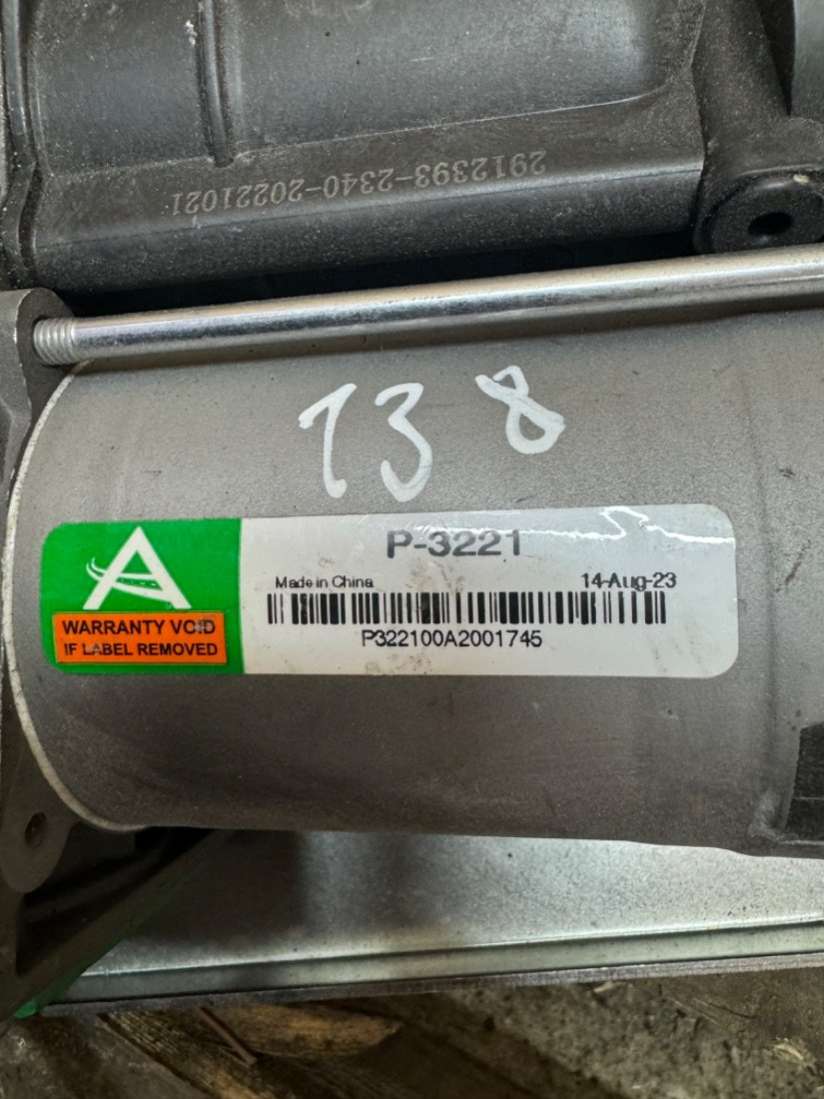 2912393-2340-20221021
138
P-3221
Made in China
14-Aug-23
A
WARRANTY VOID
IF LABEL REMOVED
P322100A2001745